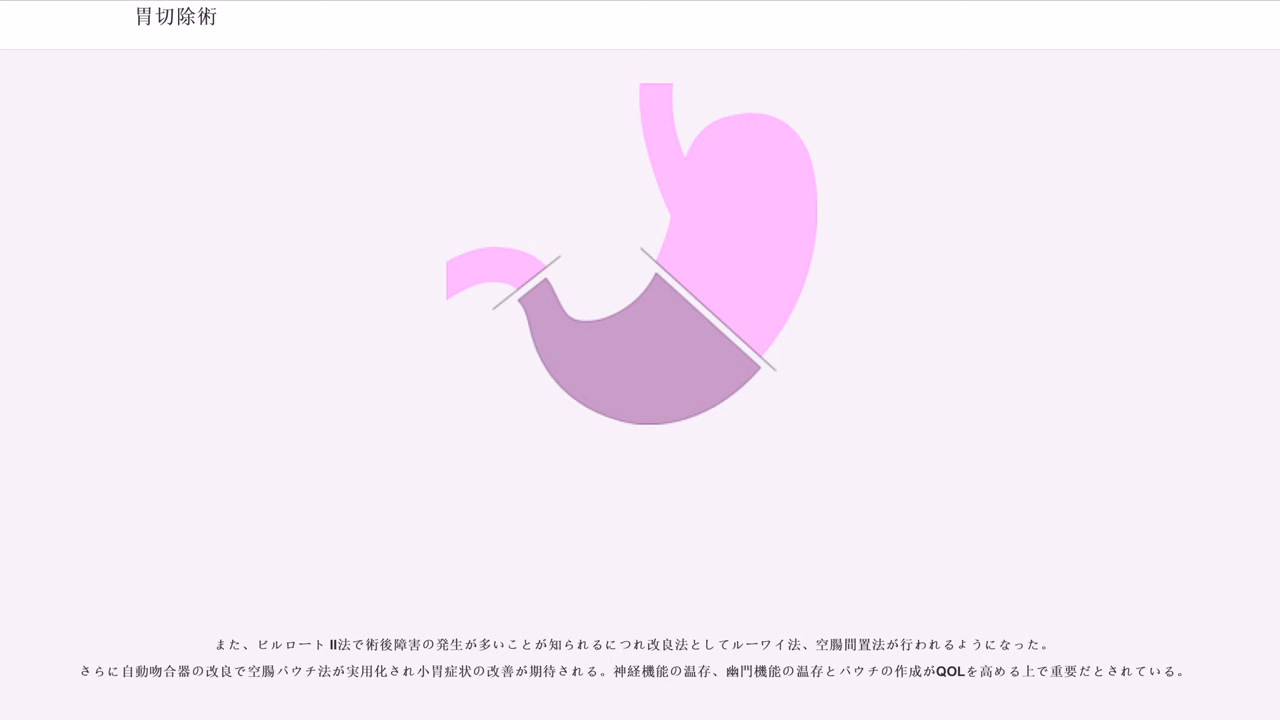 胃切除術
また、ビルロートⅡ法で術後障害の発生が多いことが知られるにつれ改良法としてルーワイ法、空腸間置法が行われるようになった。
さらに自動吻合器の改良で空腸パウチ法が実用化され小胃症状の改善が期待される。神経機能の温存、幽門機能の温存とパウチの作成がQOLを高める上で重要だとされている。